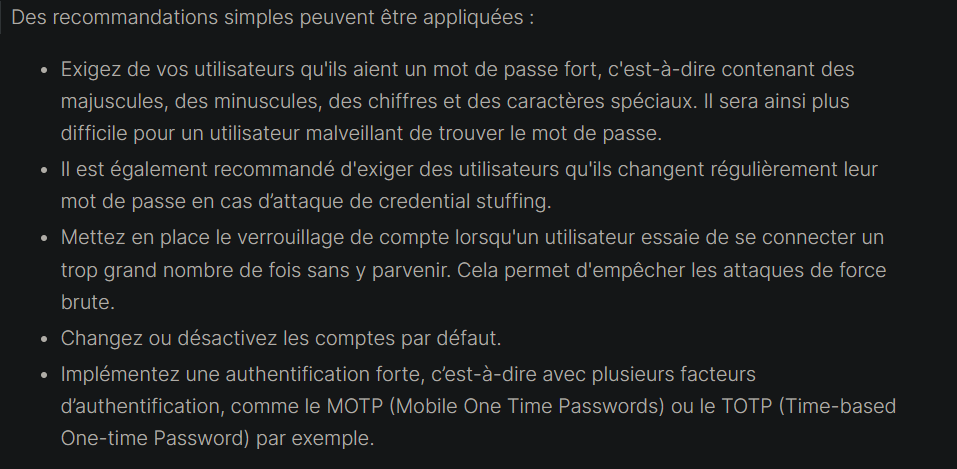 Des recommandations simples peuvent être appliquées :
• Exigez de vos utilisateurs qu'ils aient un mot de passe fort, c'est-à-dire contenant des
majuscules, des minuscules, des chiffres et des caractères spéciaux. Il sera ainsi plus
difficile pour un utilisateur malveillant de trouver le mot de passe.
• Il est également recommandé d'exiger des utilisateurs qu'ils changent régulièrement leur
mot de passe en cas d’attaque de credential stuffing.
• Mettez en place le verrouillage de compte lorsqu'un utilisateur essaie de se connecter un
trop grand nombre de fois sans y parvenir. Cela permet d'empêcher les attaques de force
brute.
• Changez ou désactivez les comptes par défaut.
• Implémentez une authentification forte, c’est-à-dire avec plusieurs facteurs
d’authentification, comme le MOTP (Mobile One Time Passwords) ou le TOTP (Time-based
One-time Password) par exemple.